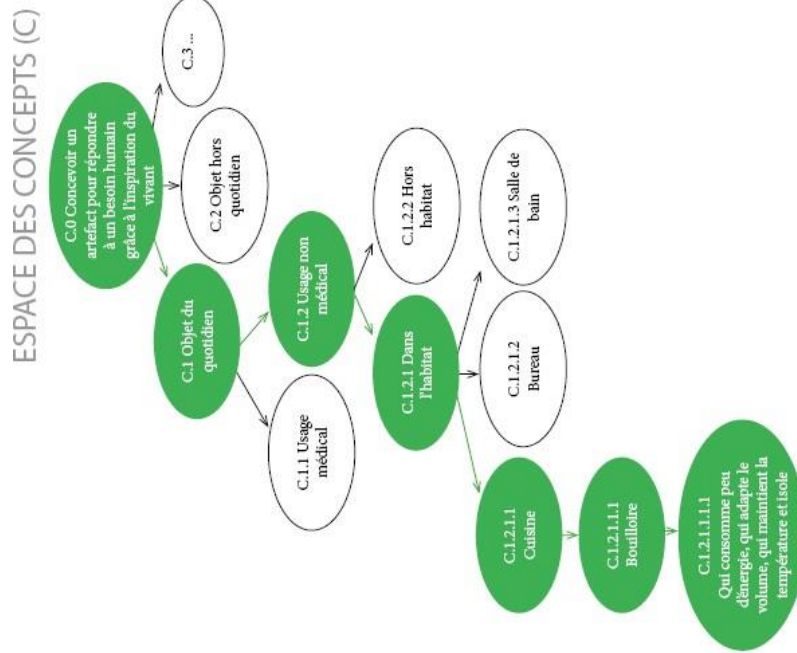 ESPACE DES CONCEPTS (C)
C.0 Concevoir un
artefact pour répondre
à un besoin humain
grâce à l'inspiration du
vivant
C.1 Objet du
quotidien
C.2 Objet hors
quotidien
C.3 ...
C.1.1 Usage
médical
C.1.2 Usage non
médical
C.1.2.1 Dans
l'habitat
C.1.2.2 Hors
habitat
C.1.2.1.1
Cuisine
C.1.2.1.2
Bureau
C.1.2.1.3 Salle de
bain
C.1.2.1.1.1
Bouilloire
C.1.2.1.1.1.1
Qui consomme peu
d'énergie, qui adapte le
volume, qui maintient la
température et isole